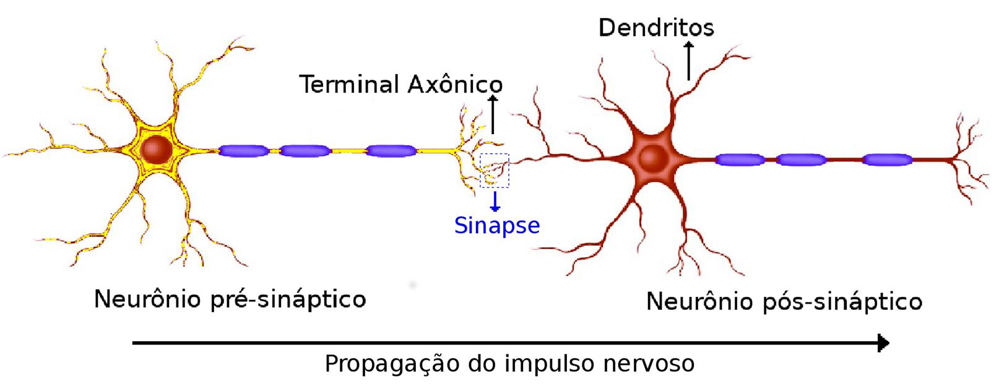 Dendritos
Terminal Axônico
Sinapse
Neurônio pré-sináptico
Neurônio pós-sináptico
Propagação do impulso nervoso